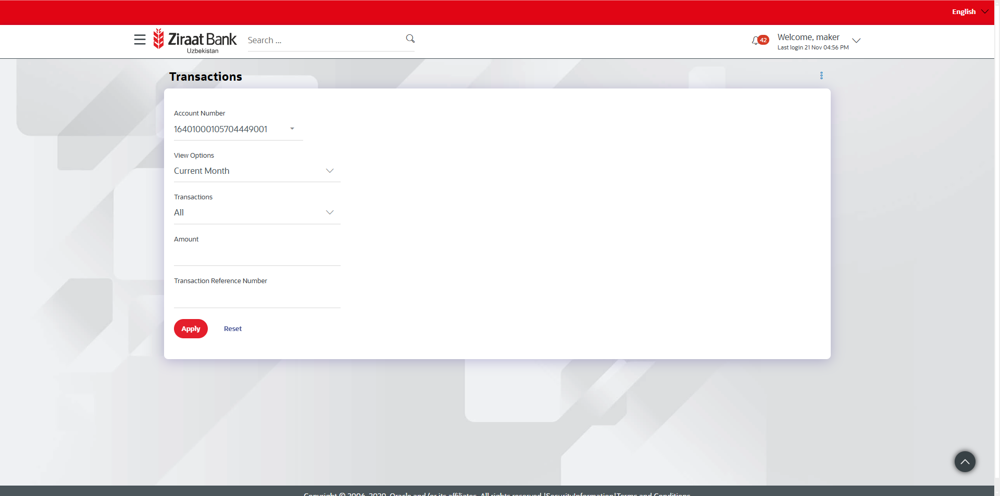 English
Ziraat Bank
Uzbekistan
Search ...
42
Welcome, maker
Last login 21 Nov 04:56 PM
Transactions
Account Number
16401000105704449001
View Options
Current Month
Transactions
All
Amount
Transaction Reference Number
Apply
Reset
Copyright © 2006, 2020, Oracle and/or its affiliates. All rights reserved.|SecurityInformation|Terms and Conditions